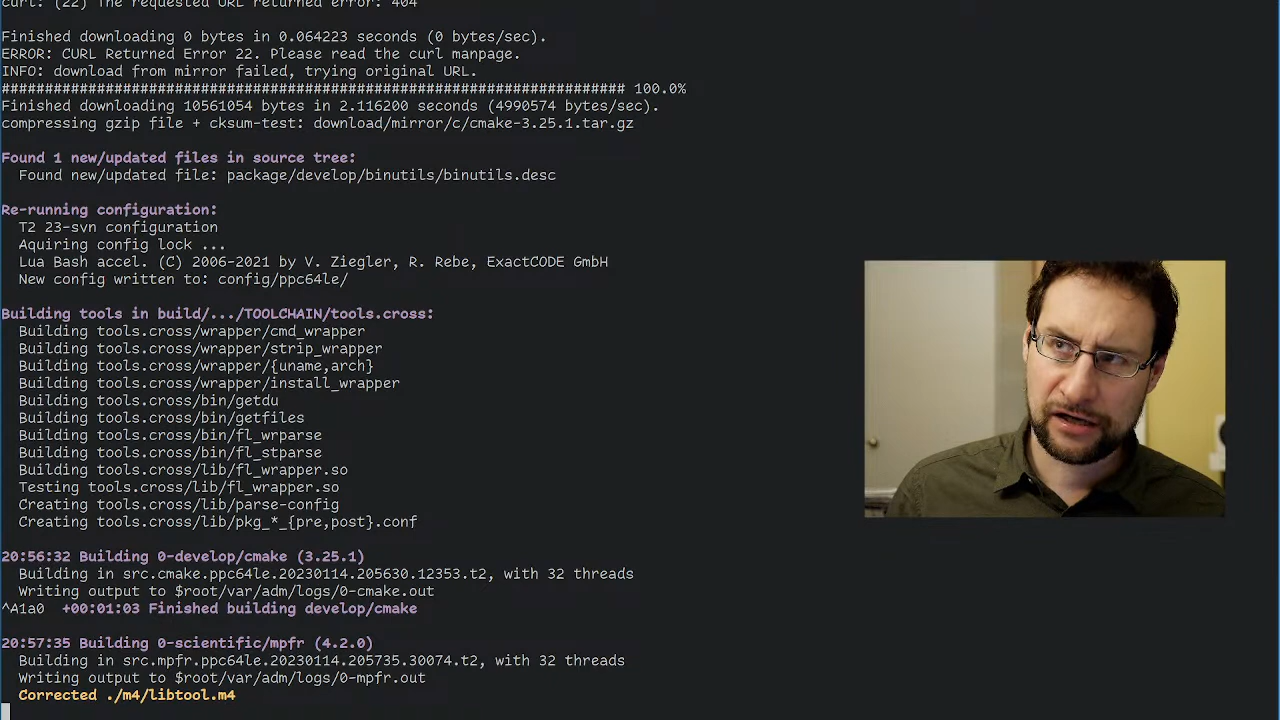 curl: (22) The requested URL returned error: 404
Finished downloading 0 bytes in 0.064223 seconds (0 bytes/sec).
ERROR: CURL Returned Error 22. Please read the curl manpage.
INFO: download from mirror failed, trying original URL.
######################################################################## 100.0%
Finished downloading 10561054 bytes in 2.116200 seconds (4990574 bytes/sec).
compressing gzip file + cksum-test: download/mirror/c/cmake-3.25.1.tar.gz
Found 1 new/updated files in source tree:
Found new/updated file: package/develop/binutils/binutils.desc
Re-running configuration:
T2 23-svn configuration
Aquiring config lock ...
Lua Bash accel. (C) 2006-2021 by V. Ziegler, R. Rebe, ExactCODE GmbH
New config written to: config/ppc64le/
Building tools in build/.../TOOLCHAIN/tools.cross:
Building tools.cross/wrapper/cmd_wrapper
Building tools.cross/wrapper/strip_wrapper
Building tools.cross/wrapper/{uname,arch}
Building tools.cross/wrapper/install_wrapper
Building tools.cross/bin/getdu
Building tools.cross/bin/getfiles
Building tools.cross/bin/fl_wrparse
Building tools.cross/bin/fl_stparse
Building tools.cross/lib/fl_wrapper.so
Testing tools.cross/lib/fl_wrapper.so
Creating tools.cross/lib/parse-config
Creating tools.cross/lib/pkg_*_{pre,post}.conf
20:56:32 Building 0-develop/cmake (3.25.1)
Building in src.cmake.ppc64le.20230114.205630.12353.t2, with 32 threads
Writing output to $root/var/adm/logs/0-cmake.out
^A1a0 +00:01:03 Finished building develop/cmake
20:57:35 Building 0-scientific/mpfr (4.2.0)
Building in src.mpfr.ppc64le.20230114.205735.30074.t2, with 32 threads
Writing output to $root/var/adm/logs/0-mpfr.out
Corrected ./m4/libtool.m4